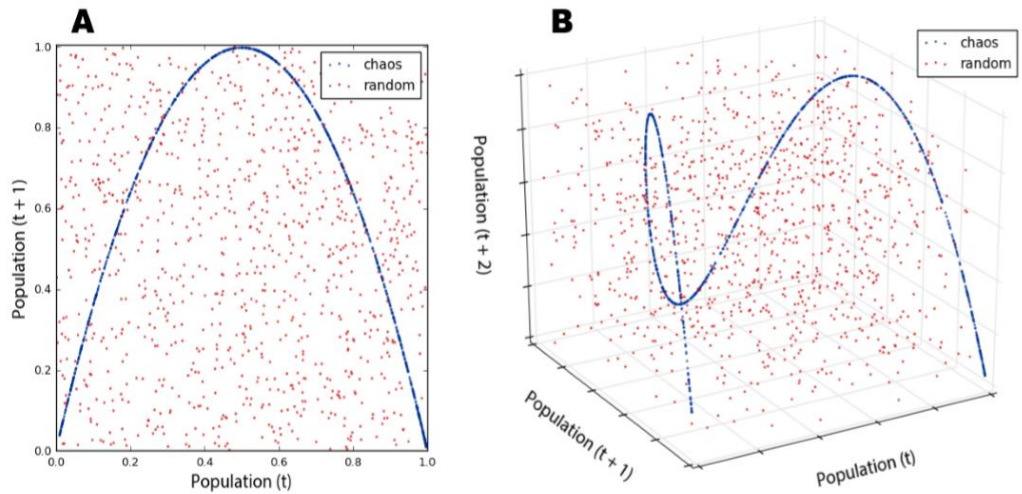 A
1.0
0.8
0.6
0.4
0.2
0.0
0.0 0.2 0.4 0.6 0.8 1.0
Population (t + 1)
Population (t)
chaos
random
B
chaos
random
Population (t + 2)
Population (t + 1)
Population (t)